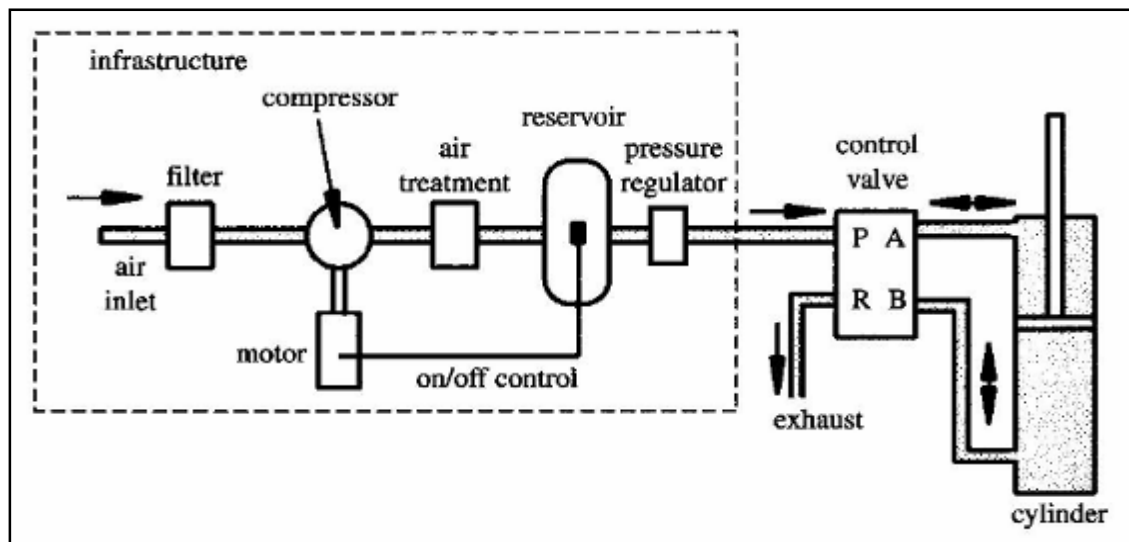 infrastructure
compressor
reservoir
filter
air
treatment
pressure
regulator
control
valve
P A
R B
air
inlet
motor
on/off control
exhaust
cylinder